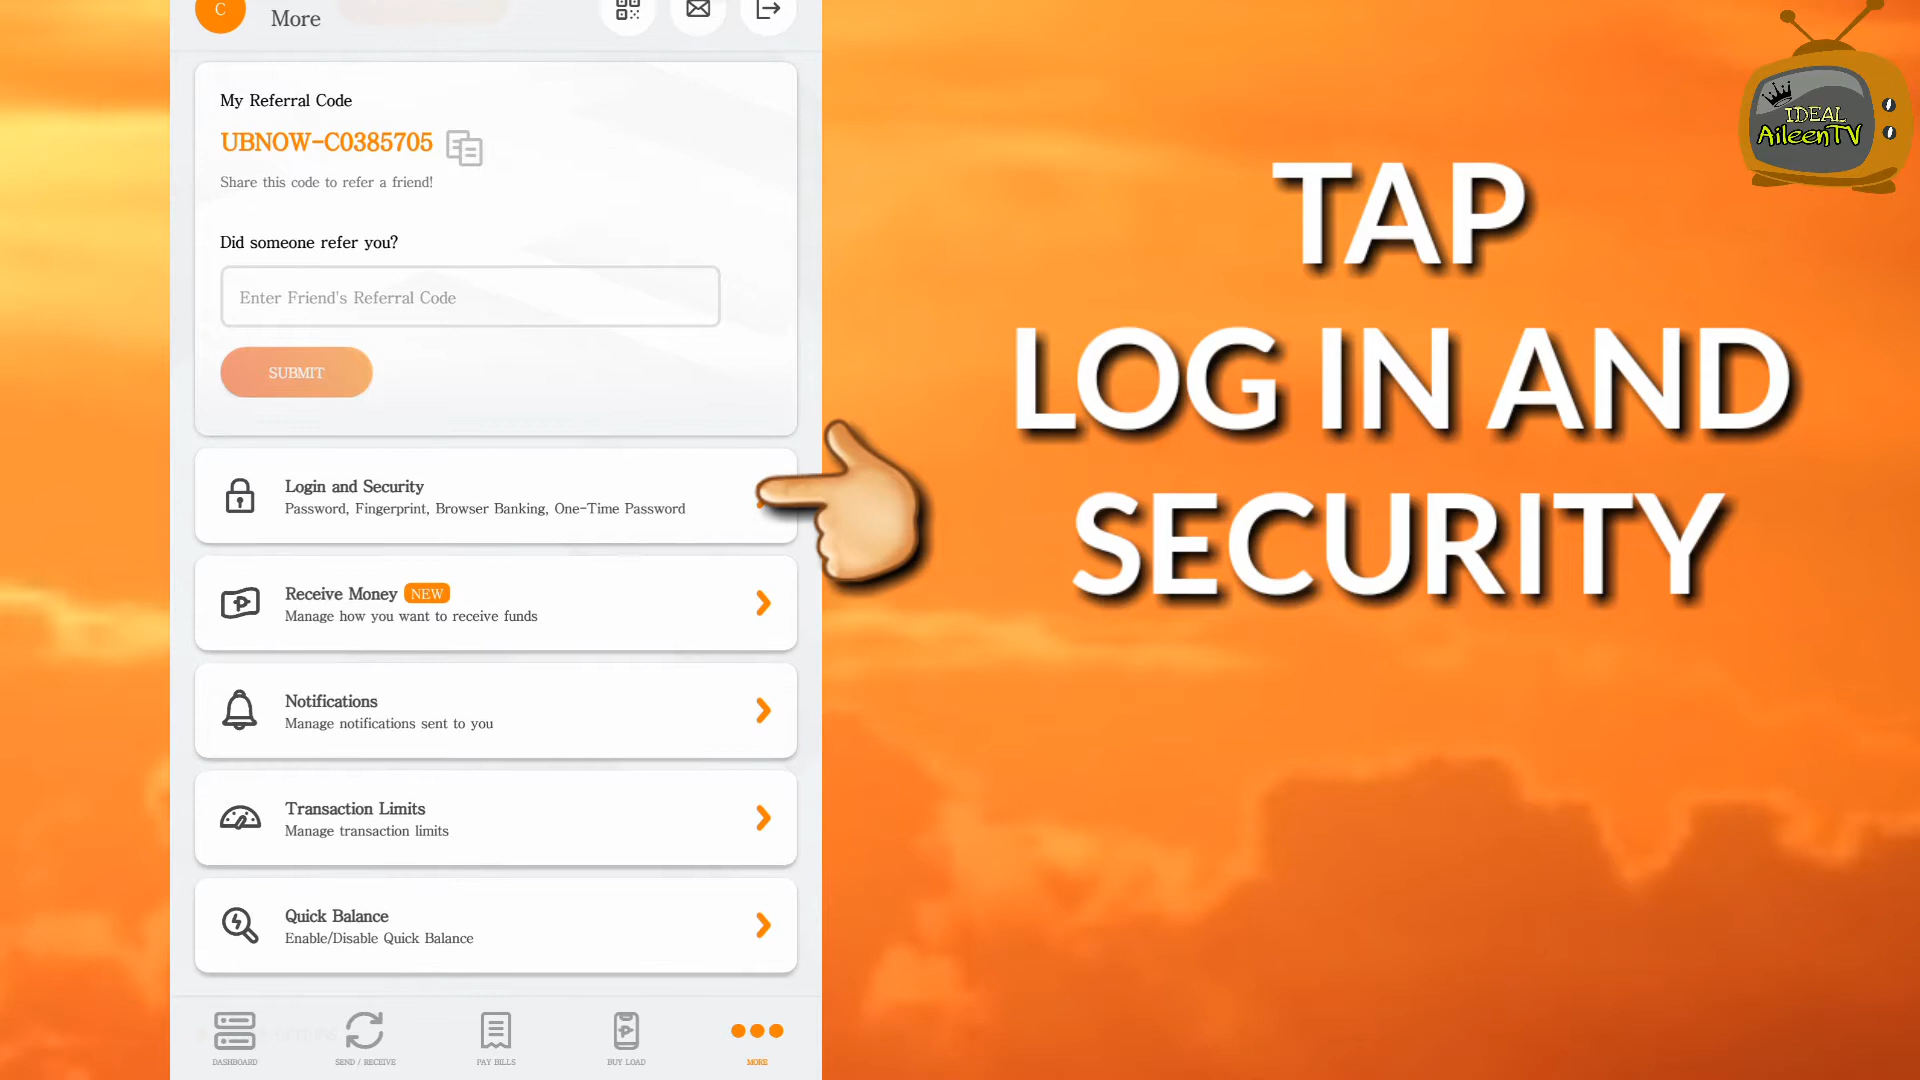 C
More
My Referral Code
UBNOW-C0385705
Share this code to refer a friend!
Did someone refer you?
Enter Friend's Referral Code
SUBMIT
Login and Security
Password, Fingerprint, Browser Banking, One-Time Password
Receive Money NEW
Manage how you want to receive funds
Notifications
Manage notifications sent to you
Transaction Limits
Manage transaction limits
Quick Balance
Enable/Disable Quick Balance
DASHBOARD
SEND / RECEIVE
PAY BILLS
BUY LOAD
MORE
TAP
LOG IN AND
SECURITY
IDEAL
AileenTV